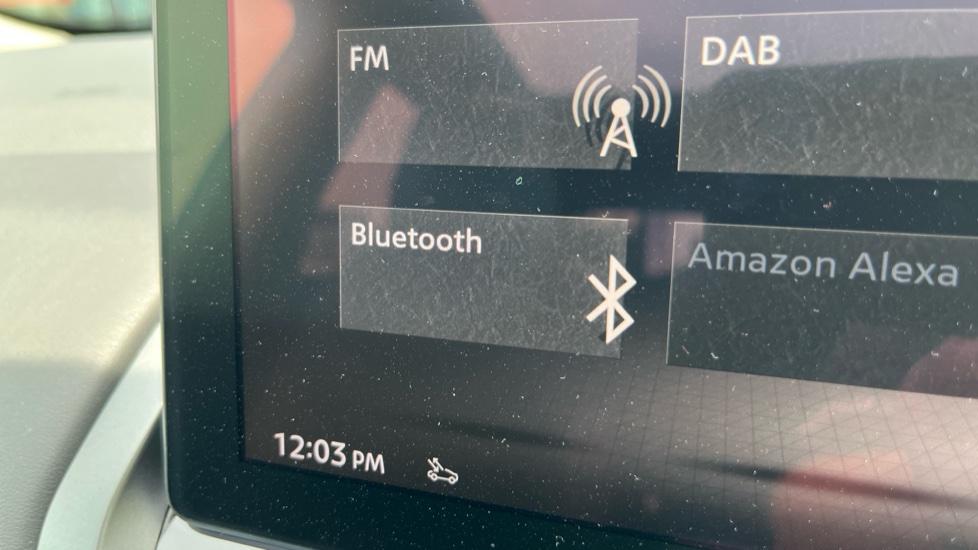 FM
DAB
Bluetooth
Amazon Alexa
12:03 PM